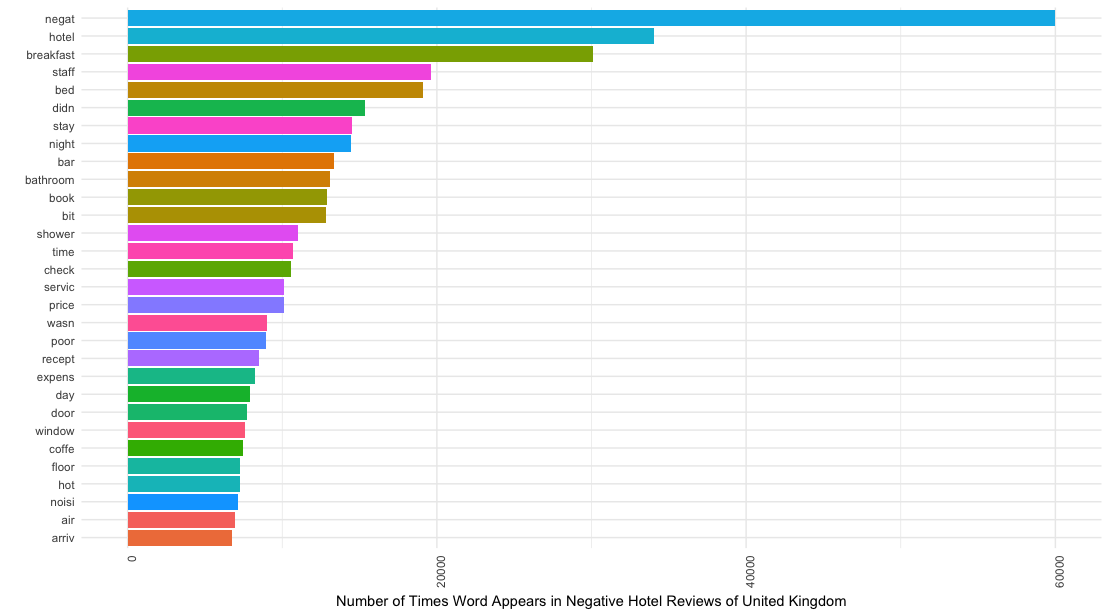 negat
hotel
breakfast
staff
bed
didn
stay
night
bar
bathroom
book
bit
shower
time
check
servic
price
wasn
poor
recept
expens
day
door
window
coffe
floor
hot
noisi
air
arriv
0
20000
40000
60000
Number of Times Word Appears in Negative Hotel Reviews of United Kingdom